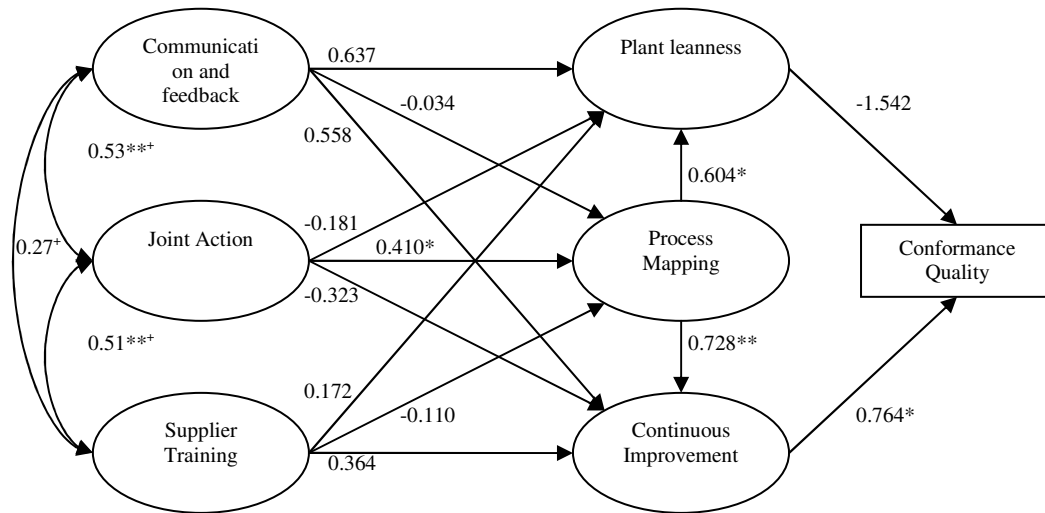 Communicati
on and
feedback
0.637
Plant leanness
-0.034
-1.542
0.558
0.53**⁺
0.604*
-0.181
Joint Action
0.27⁺
0.410*
Process
Mapping
Conformance
Quality
-0.323
0.51**⁺
0.728**
0.172
-0.110
0.764*
Supplier
Training
0.364
Continuous
Improvement